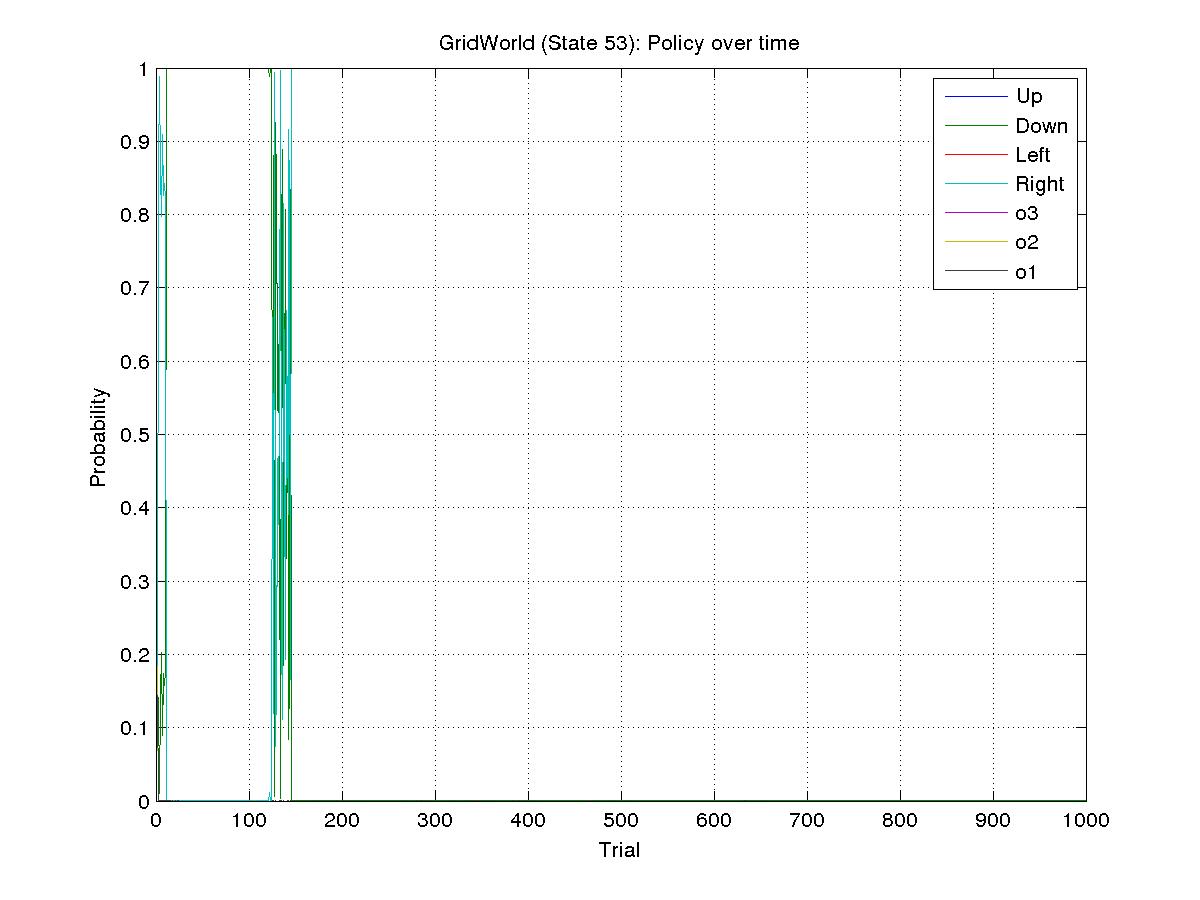 GridWorld (State 53): Policy over time
1
0.9
0.8
0.7
0.6
0.5
0.4
0.3
0.2
0.1
0
Probability
Up
Down
Left
Right
o3
o2
o1
0 100 200 300 400 500 600 700 800 900 1000
Trial